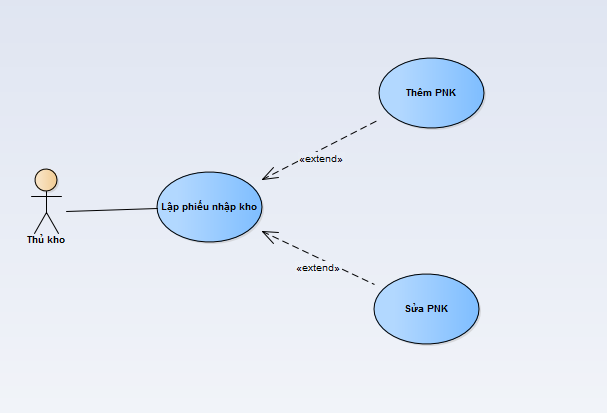 Thêm PNK
«extend»
Lập phiếu nhập kho
Thủ kho
«extend»
Sửa PNK